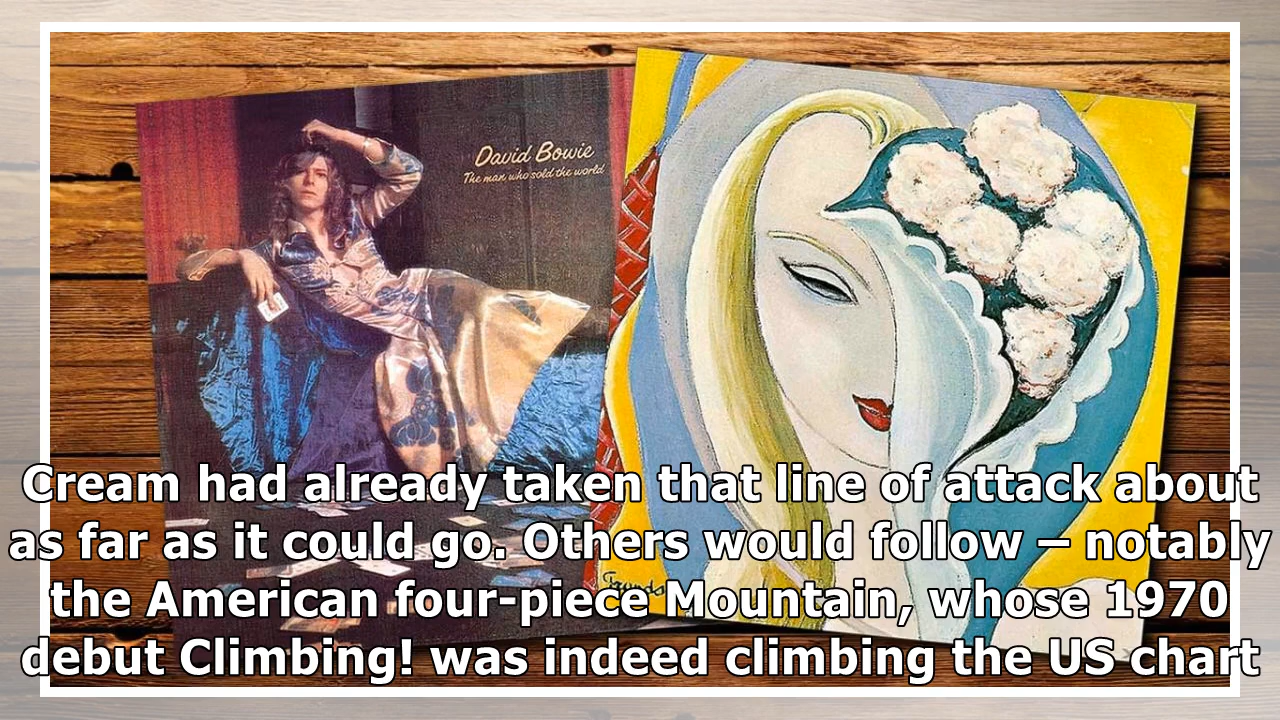 David Bowie
The man who sold the world
Cream had already taken that line of attack about
as far as it could go. Others would follow – notably
the American four-piece Mountain, whose 1970
debut Climbing! was indeed climbing the US chart